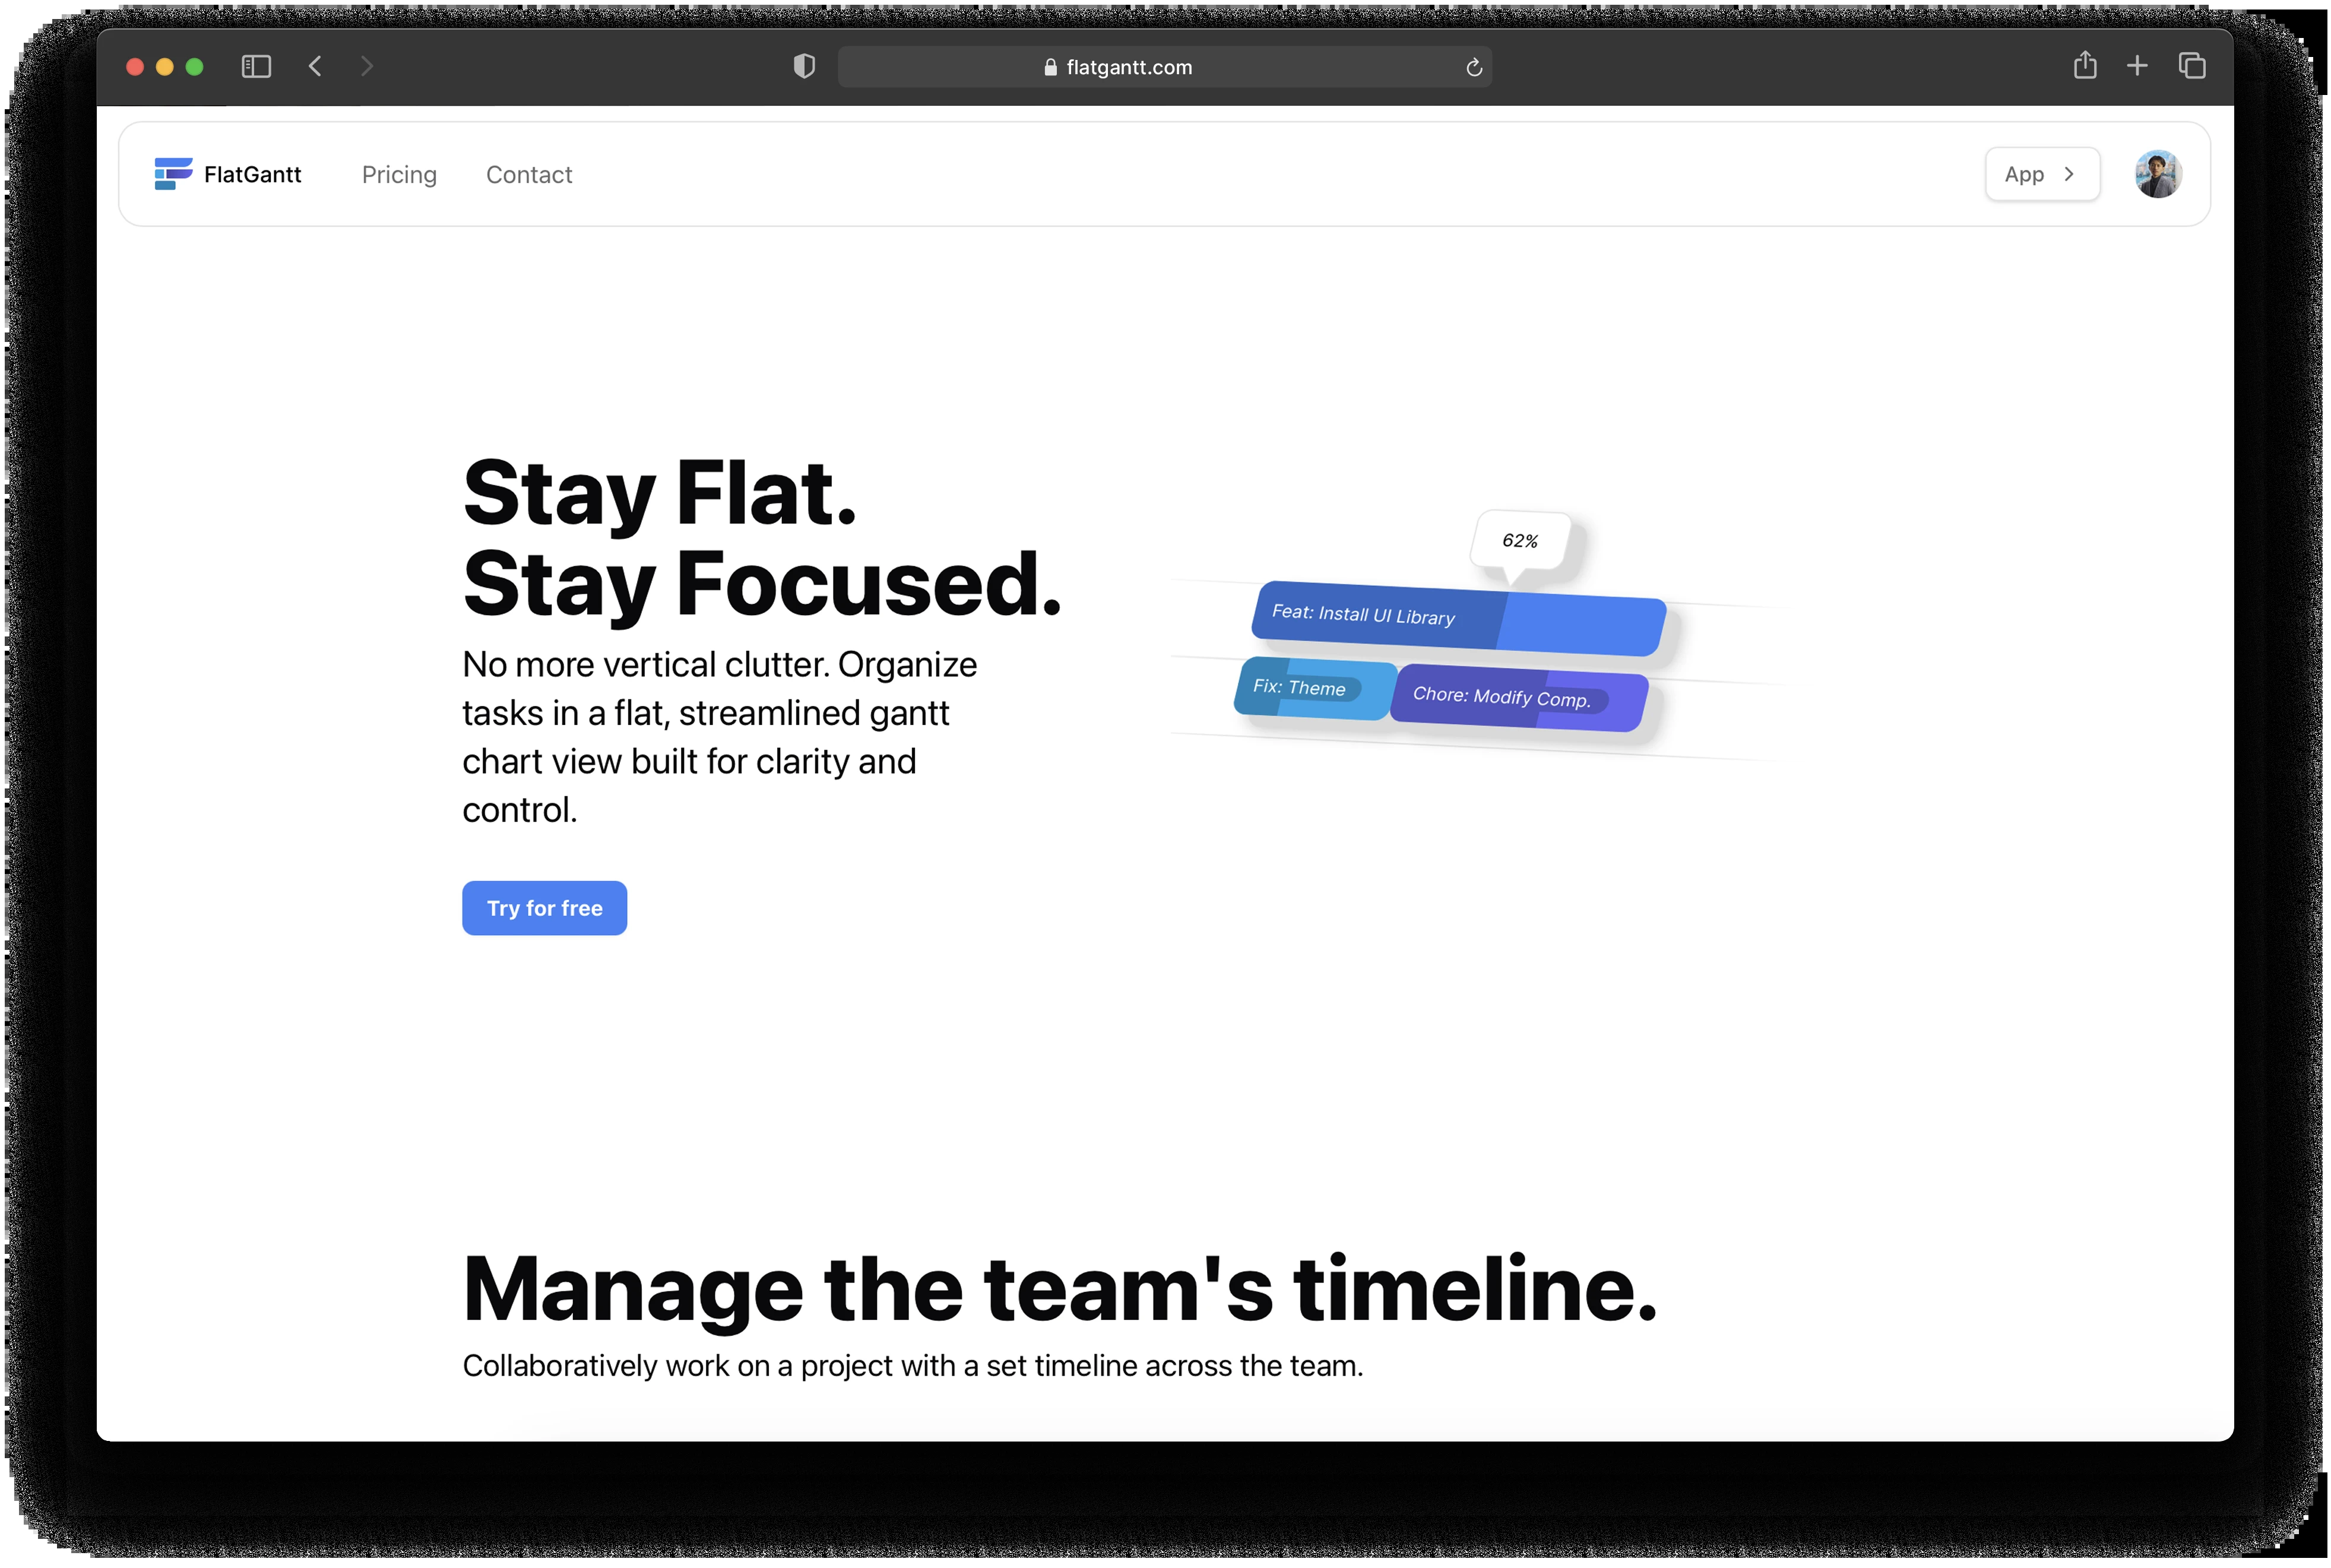 flatgantt.com
FlatGantt
Pricing
Contact
App
Stay Flat.
Stay Focused.
No more vertical clutter. Organize
tasks in a flat, streamlined gantt
chart view built for clarity and
control.
Try for free
62%
Feat: Install UI Library
Fix: Theme
Chore: Modify Comp.
Manage the team's timeline.
Collaboratively work on a project with a set timeline across the team.